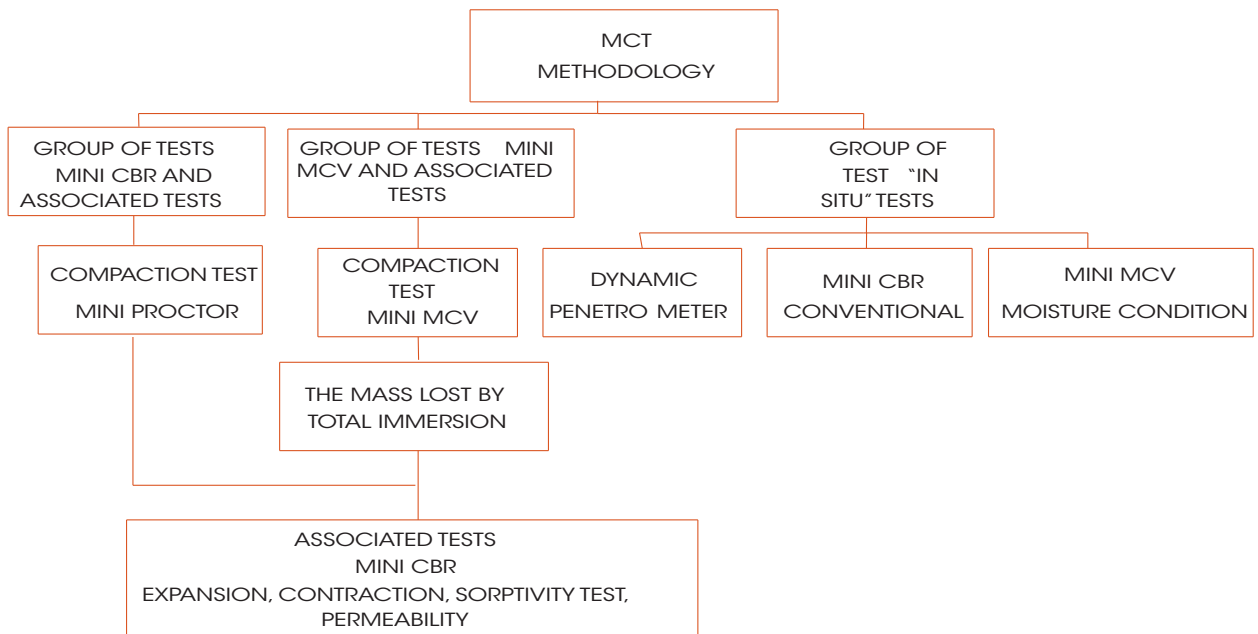 MCT
METHODOLOGY
GROUP OF TESTS
MINI CBR AND
ASSOCIATED TESTS
GROUP OF TESTS MINI
MCV AND ASSOCIATED
TESTS
GROUP OF
TEST "IN
SITU" TESTS
COMPACTION TEST
MINI PROCTOR
COMPACTION
TEST
MINI MCV
DYNAMIC
PENETRO METER
MINI CBR
CONVENTIONAL
MINI MCV
MOISTURE CONDITION
THE MASS LOST BY
TOTAL IMMERSION
ASSOCIATED TESTS
MINI CBR
EXPANSION, CONTRACTION, SORPTIVITY TEST,
PERMEABILITY